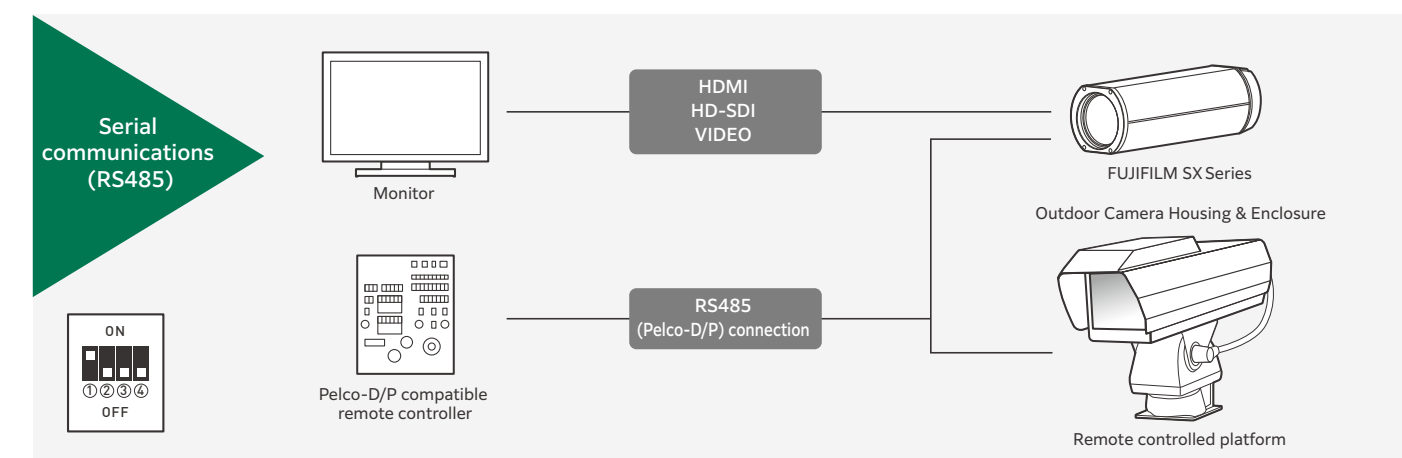 Serial
communications
(RS485)
ON
①②③④
OFF
Monitor
Pelco-D/P compatible
remote controller
HDMI
HD-SDI
VIDEO
RS485
(Pelco-D/P) connection
FUJIFILM SX Series
Outdoor Camera Housing & Enclosure
Remote controlled platform